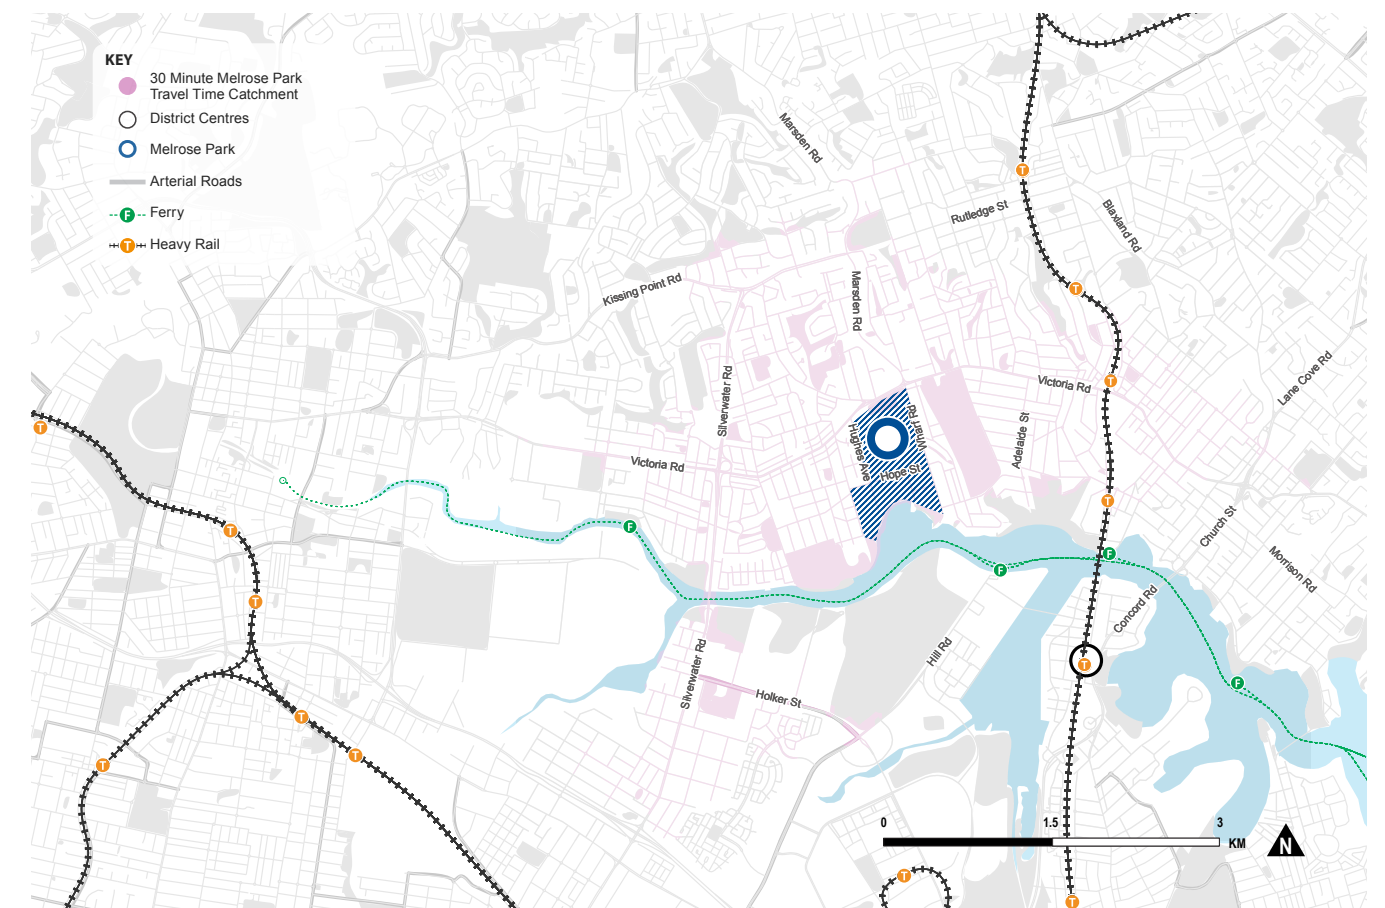 KEY
30 Minute Melrose Park
Travel Time Catchment
District Centres
Melrose Park
Arterial Roads
F Ferry
T Heavy Rail
Marsden Rd
T
Rutledge St
Blaxland Rd
Kissing Point Rd
Marsden Rd
T
Lane Cove Rd
Silverwater Rd
Victoria Rd
T
Adelaide St
Wharf Rd
Hughes Ave
Hope St
T
Victoria Rd
T
T
F
Church St
F
F
Morrison Rd
T
Concord Rd
Hill Rd
Silverwater Rd
T
F
Holker St
T
T
T
0
1.5
3
KM
N
T
T